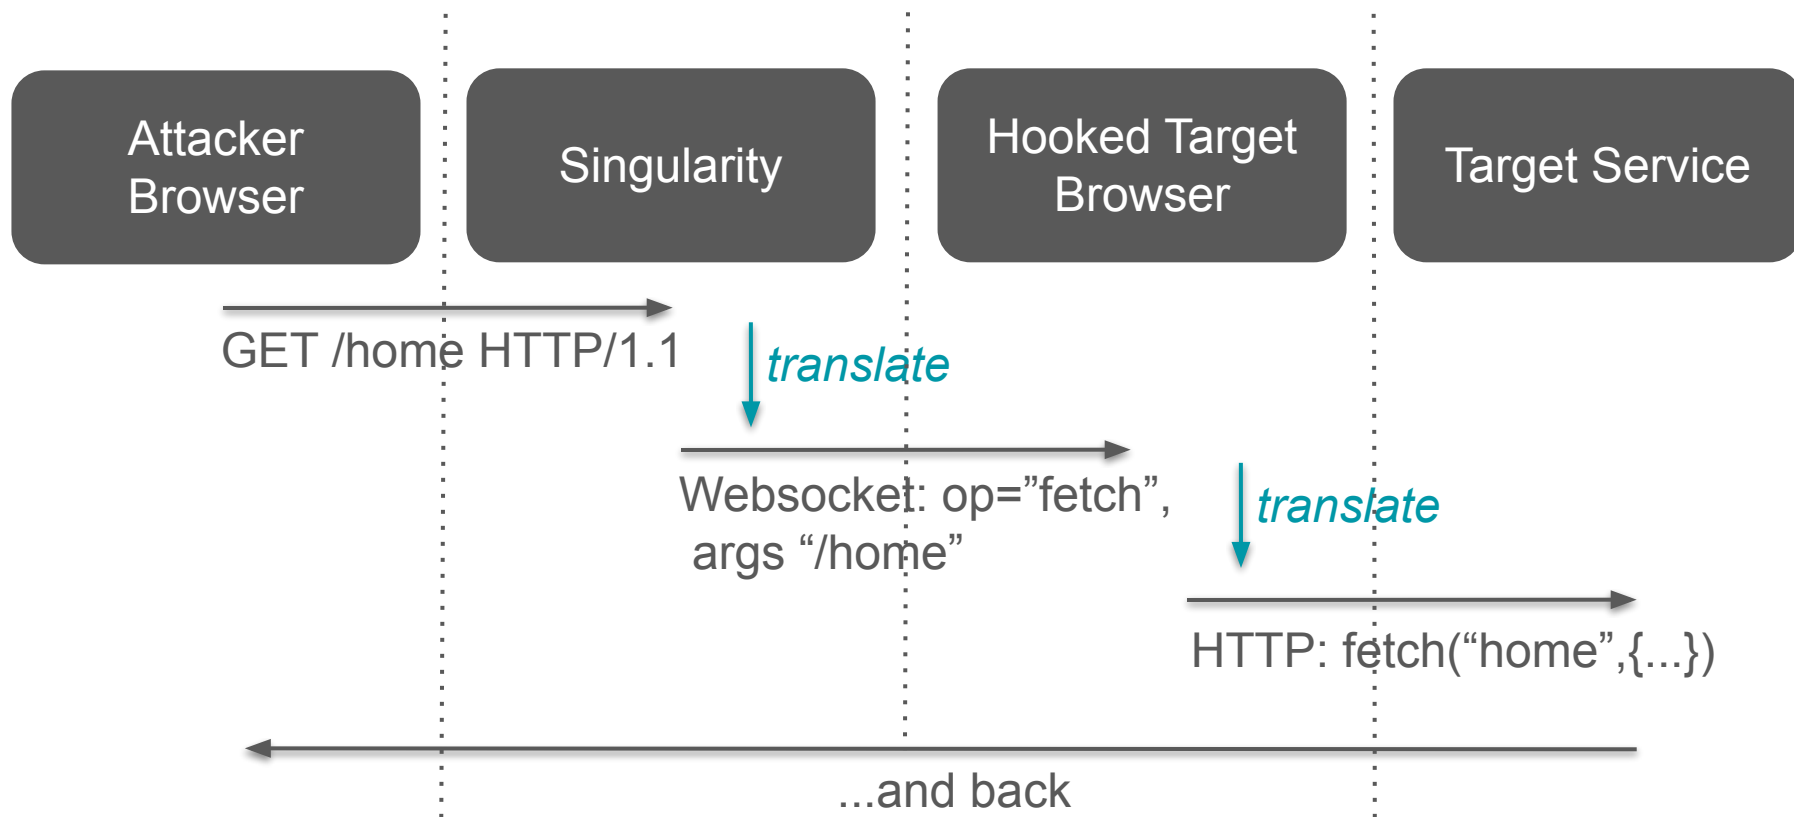 Attacker
Browser
Singularity
Hooked Target
Browser
Target Service
GET /home HTTP/1.1
translate
Websocket: op=”fetch”,
args “/home”
translate
HTTP: fetch(“home”,{...})
...and back